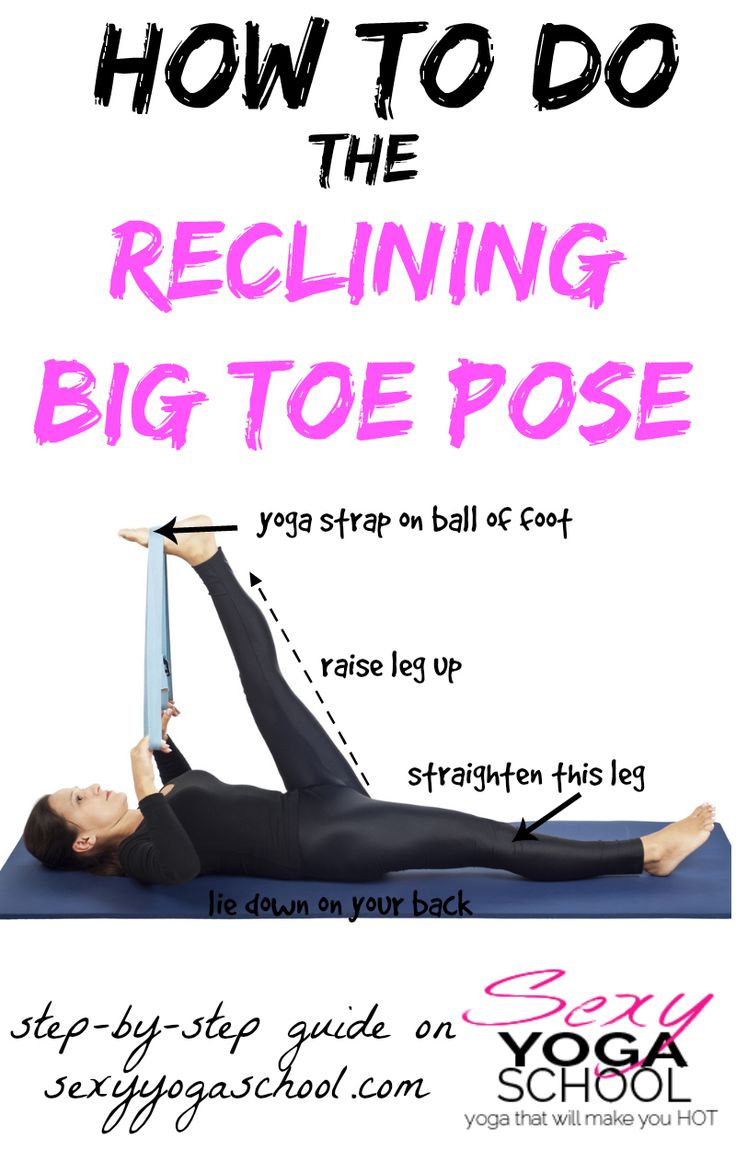 HOW TO DO
THE
RECLINING
BIG TOE POSE
yoga strap on ball of foot
raise leg up
straighten this leg
lie down on your back
step-by-step guide on
sexyyogaschool.com
Sexy
YOGA
SCHOOL
yoga that will make you HOT